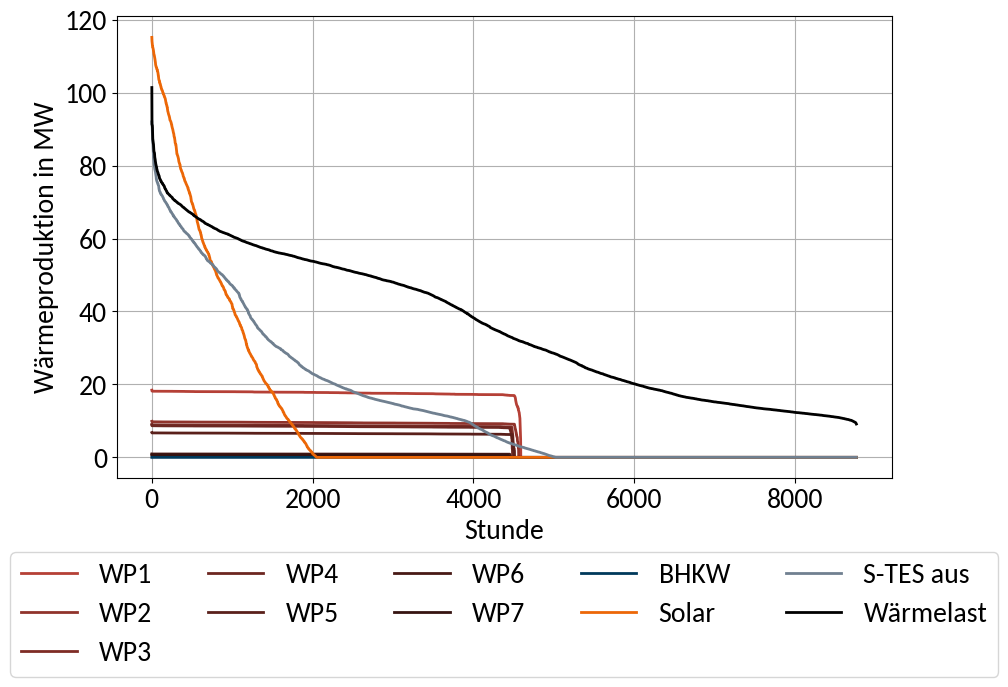 Wärmeproduktion in MW
120
100
80
60
40
20
0
0 2000 4000 6000 8000
Stunde
WP1 WP4 WP6 BHKW S-TES aus
WP2 WP5 WP7 Solar Wärmelast
WP3